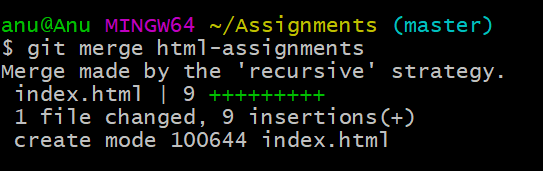 anu@Anu MINGW64 ~/Assignments (master)
$ git merge html-assignments
Merge made by the 'recursive' strategy.
 index.html | 9 +++++++++
 1 file changed, 9 insertions(+)
 create mode 100644 index.html